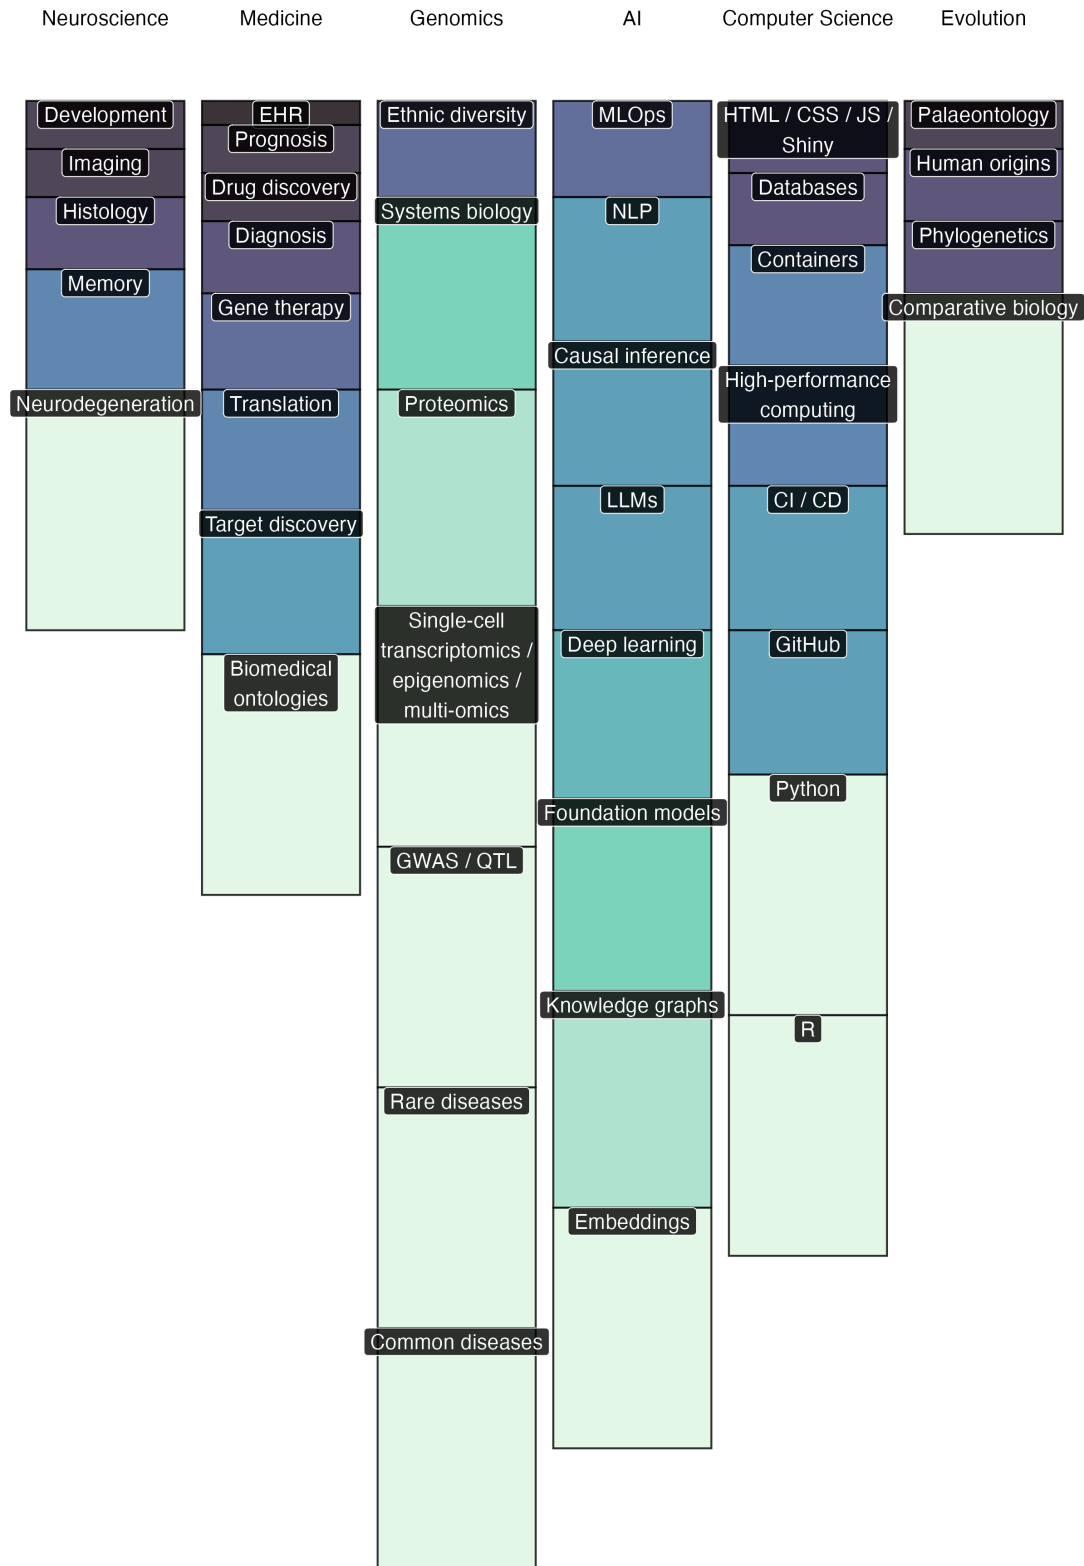 Neuroscience
Medicine
Genomics
AI
Computer Science
Evolution
Development
Imaging
Histology
Memory
Neurodegeneration
EHR
Prognosis
Drug discovery
Diagnosis
Gene therapy
Translation
Target discovery
Biomedical
ontologies
Ethnic diversity
Systems biology
Proteomics
Single-cell
transcriptomics /
epigenomics /
multi-omics
GWAS / QTL
Rare diseases
Common diseases
MLOps
NLP
Causal inference
LLMs
Deep learning
Foundation models
Knowledge graphs
Embeddings
HTML / CSS / JS /
Shiny
Databases
Containers
High-performance
computing
CI / CD
GitHub
Python
R
Palaeontology
Human origins
Phylogenetics
Comparative biology